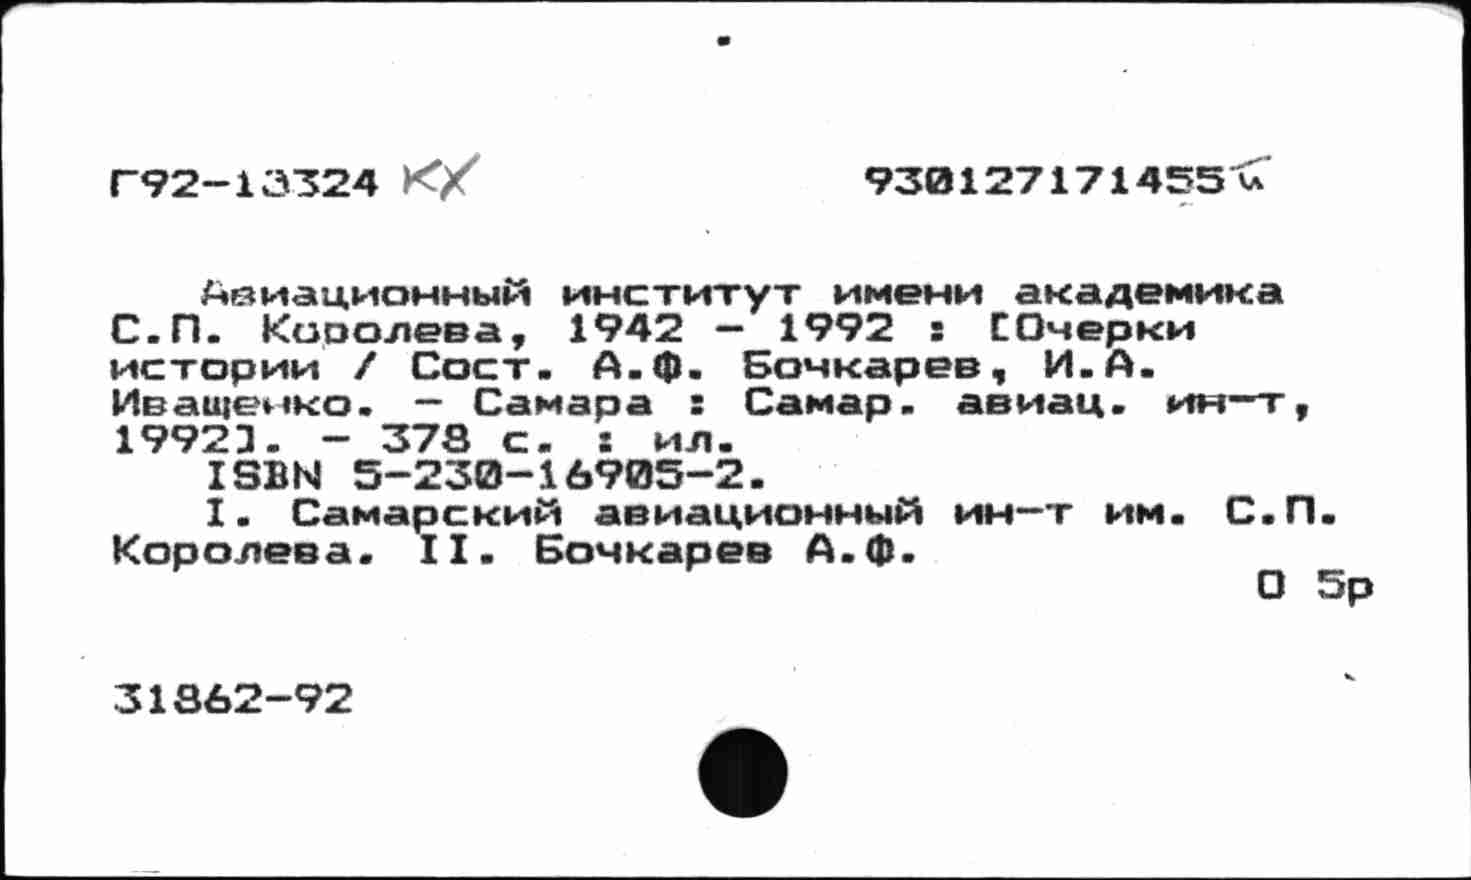 Г92-13324 КХ 930127171455
Авиационный институт имени академика
С.П. Королева, 1942 - 1992 : [Очерки
истории / Сост. А.Ф. Бочкарев, И.А.
Иващенко. - Самара : Самар. авиац. ин-т,
1992]. - 378 с. : ил.
ISBN 5-230-16905-2.
I. Самарский авиационный ин-т им. С.П.
Королева. II. Бочкарев А.Ф.
О 5р
31862-92